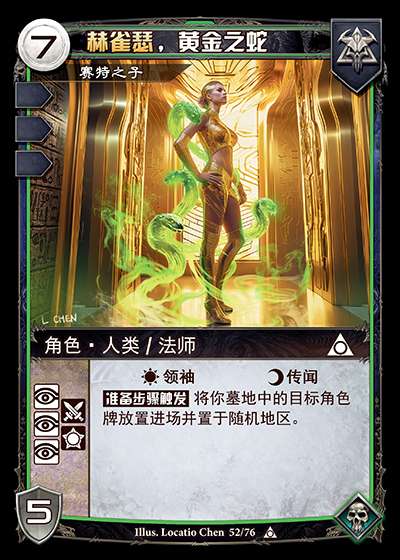 7
赫雀瑟，黄金之蛇
赛特之子
L CHEN
角色・人类 / 法师
领袖 传闻
准备步骤触发 将你墓地中的目标角色
牌放置进场并置于随机地区。
5
Illus. Locatio Chen 52/76